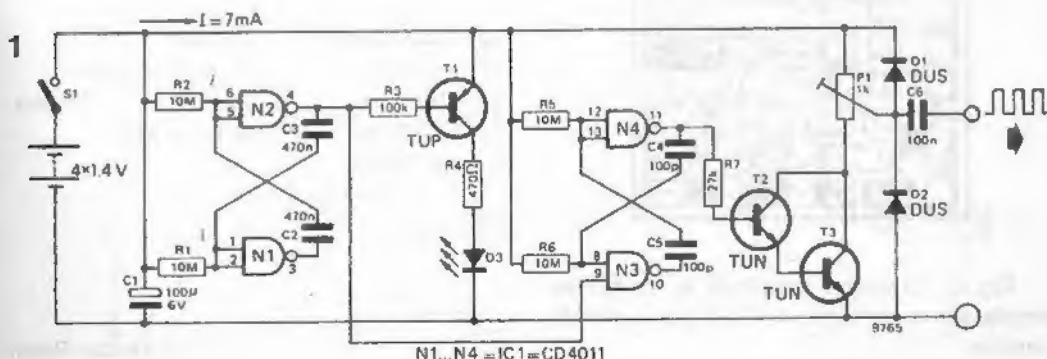 1
I = 7mA
S1
4×1.4 V
C1
100µ
6V
R2
10M
R1
10M
6
5
N2
4
C3
470n
470n
C2
1
2
N1
3
R3
100k
T1
TUP
R4
470Ω
D3
R5
10M
R6
10M
12
13
N4
11
C4
100p
8
9
N3
10
C5
100p
R7
27k
T2
TUN
T3
TUN
P1
1k
D1
DUS
C6
100n
D2
DUS
9765
N1...N4 = IC1 = CD4011